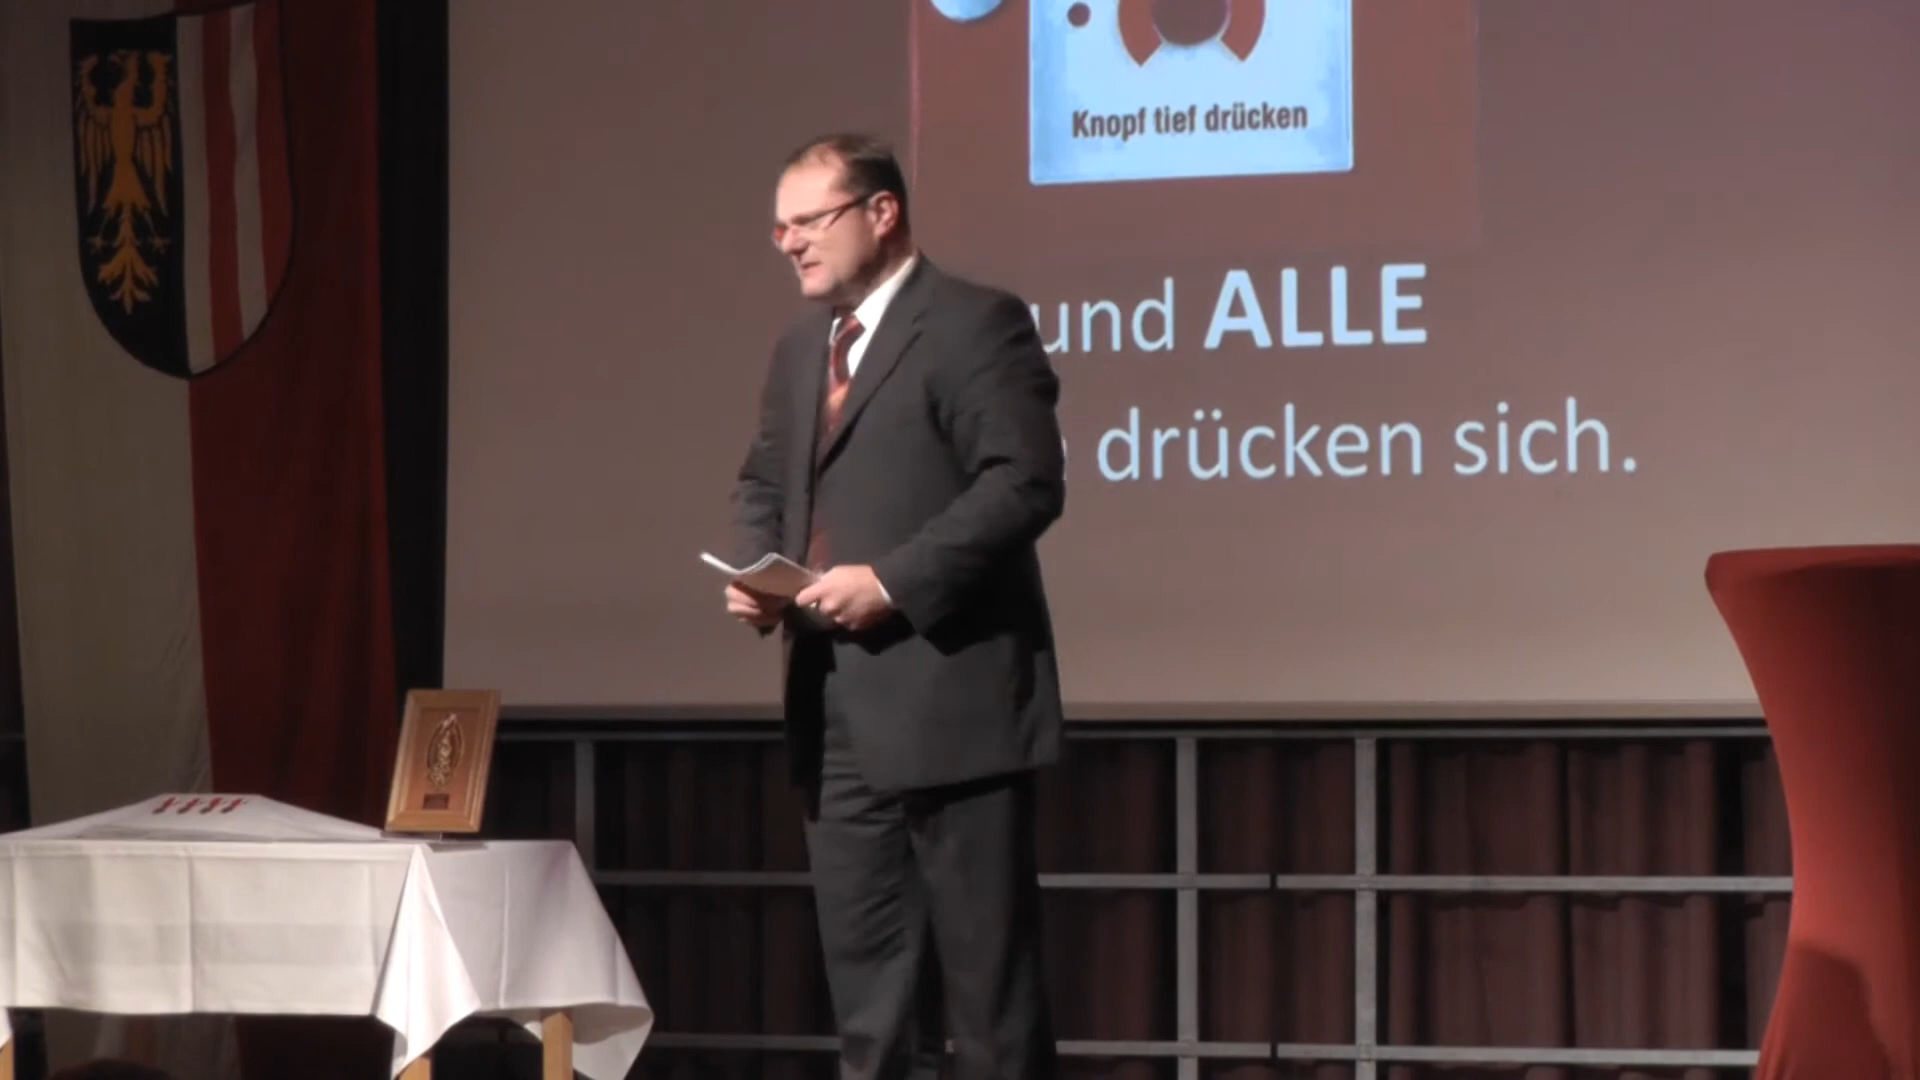 Knopf tief drücken
und ALLE
drücken sich.